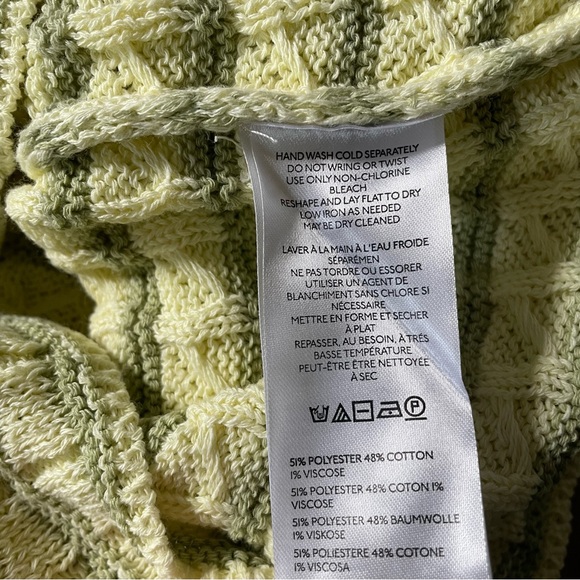 HAND WASH COLD SEPARATELY
DO NOT WRING OR TWIST
USE ONLY NON-CHLORINE
BLEACH
RESHAPE AND LAY FLAT TO DRY
LOW IRON AS NEEDED
MAY BE DRY CLEANED
LAVER À LA MAIN À L'EAU FROIDE
SÉPARÉMEN
NE PAS TORDRE OU ESSORER
UTILISER UN AGENT DE
BLANCHIMENT SANS CHLORE SI
NÉCESSAIRE
METTRE EN FORME ET SECHER
À PLAT
REPASSER, AU BESOIN, À TRÉS
BASSE TEMPÉRATURE
PEUT-ÊTRE ÊTRE NETTOYÉE
À SEC
P
51% POLYESTER 48% COTTON
1% VISCOSE
51% POLYESTER 48% COTON 1%
VISCOSE
51% POLYESTER 48% BAUMWOLLE
1% VISKOSE
51% POLIESTERE 48% COTONE
1% VISCOSA